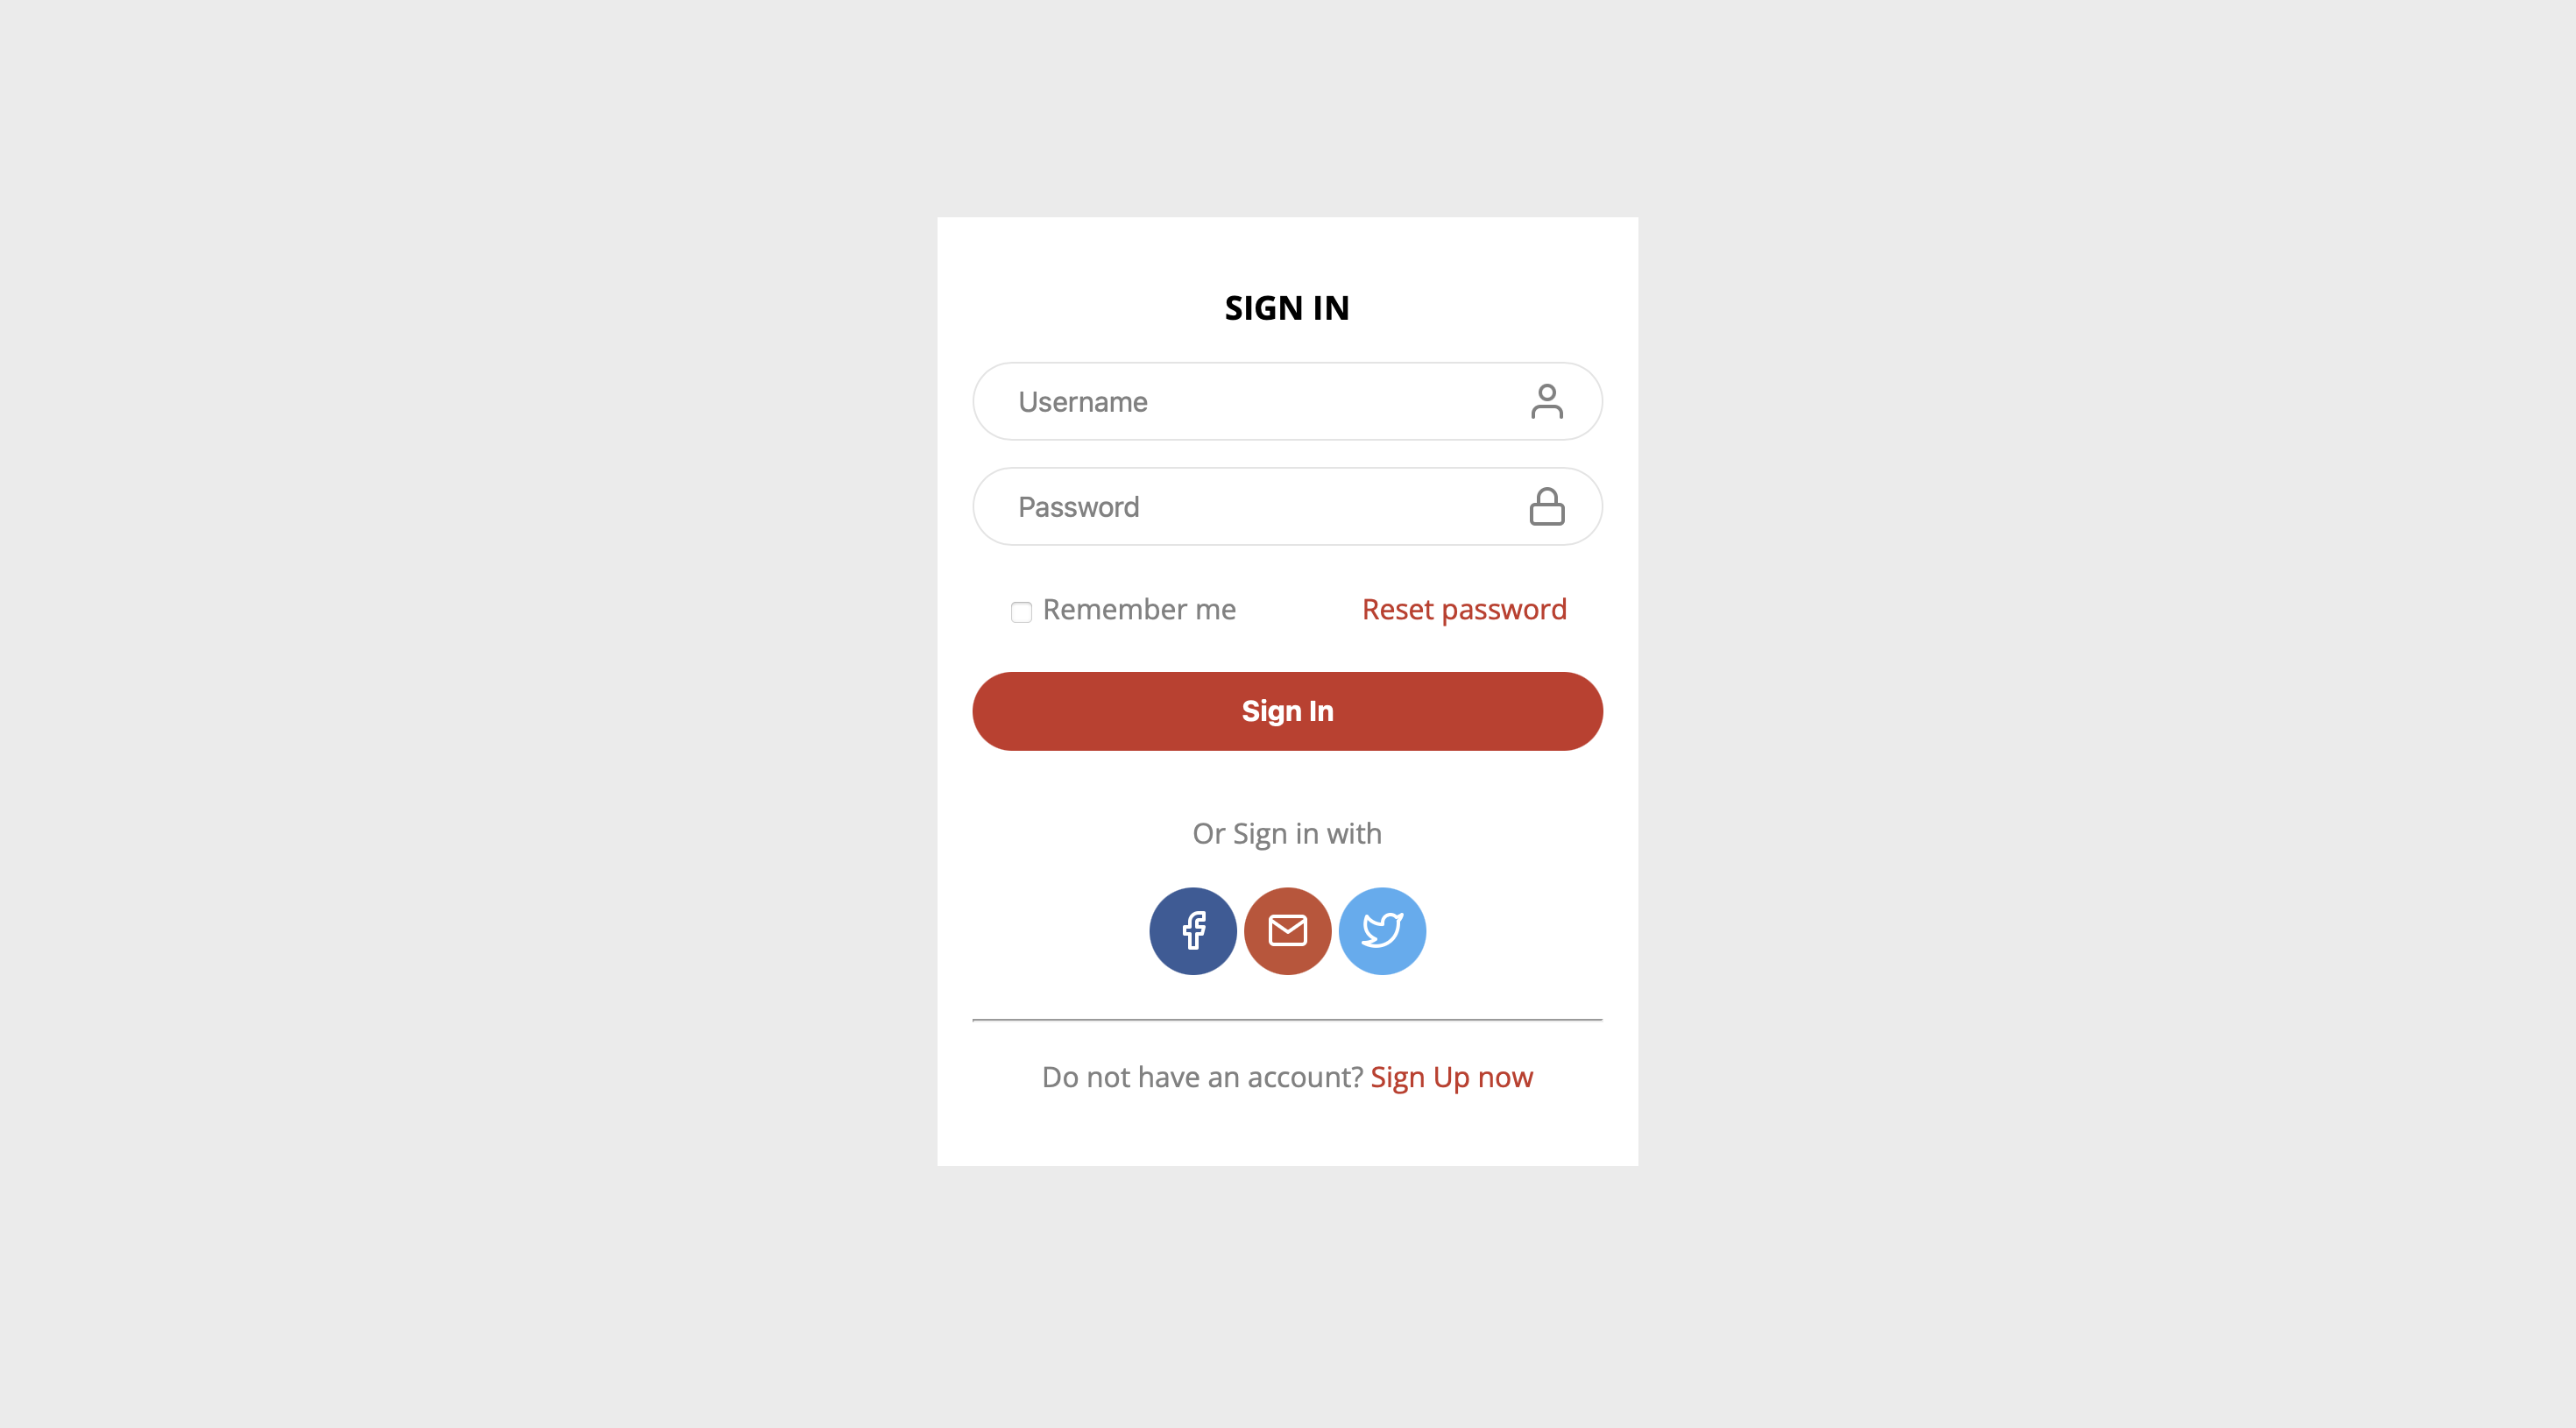 SIGN IN
Username
Password
Remember me
Reset password
Sign In
Or Sign in with
Do not have an account? Sign Up now